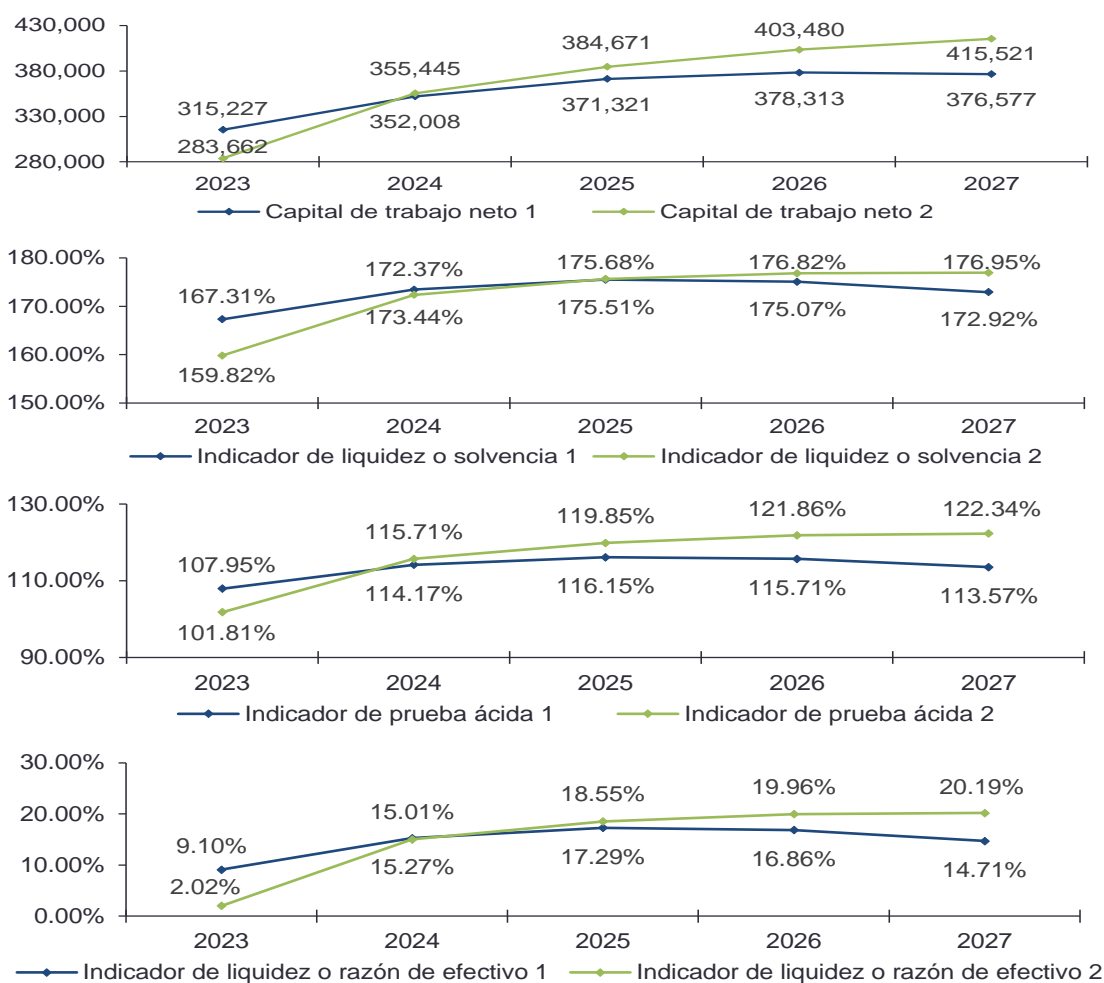 430,000
403,480
384,671
380,000
355,445
415,521
315,227
371,321
378,313
376,577
330,000
352,008
283,662
280,000
2023 2024 2025 2026 2027
Capital de trabajo neto 1 Capital de trabajo neto 2
180.00%
172.37% 175.68% 176.82% 176.95%
167.31%
170.00%
173.44% 175.51% 175.07% 172.92%
160.00%
159.82%
150.00%
2023 2024 2025 2026 2027
Indicador de liquidez o solvencia 1 Indicador de liquidez o solvencia 2
130.00%
115.71% 119.85% 121.86% 122.34%
107.95%
110.00%
114.17% 116.15% 115.71% 113.57%
101.81%
90.00%
2023 2024 2025 2026 2027
Indicador de prueba ácida 1 Indicador de prueba ácida 2
30.00%
15.01% 18.55% 19.96% 20.19%
20.00%
9.10%
10.00%
15.27% 17.29% 16.86% 14.71%
2.02%
0.00%
2023 2024 2025 2026 2027
Indicador de liquidez o razón de efectivo 1 Indicador de liquidez o razón de efectivo 2